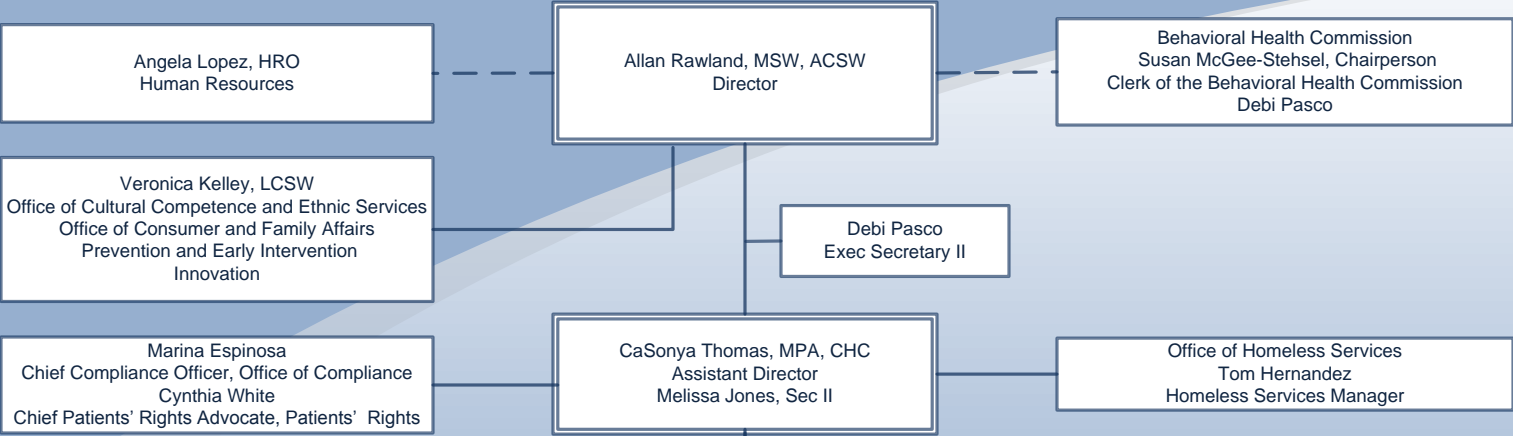 Angela Lopez, HRO
Human Resources
Allan Rawland, MSW, ACSW
Director
Behavioral Health Commission
Susan McGee-Stehsel, Chairperson
Clerk of the Behavioral Health Commission
Debi Pasco
Veronica Kelley, LCSW
Office of Cultural Competence and Ethnic Services
Office of Consumer and Family Affairs
Prevention and Early Intervention
Innovation
Debi Pasco
Exec Secretary II
Marina Espinosa
Chief Compliance Officer, Office of Compliance
Cynthia White
Chief Patients' Rights Advocate, Patients' Rights
CaSonya Thomas, MPA, CHC
Assistant Director
Melissa Jones, Sec II
Office of Homeless Services
Tom Hernandez
Homeless Services Manager